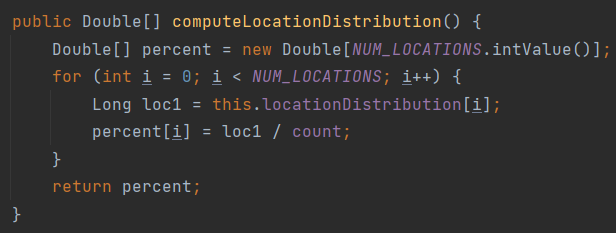 public Double[] computeLocationDistribution() {
    Double[] percent = new Double[NUM_LOCATIONS.intValue()];
    for (int i = 0; i < NUM_LOCATIONS; i++) {
        Long loc1 = this.locationDistribution[i];
        percent[i] = loc1 / count;
    }
    return percent;
}